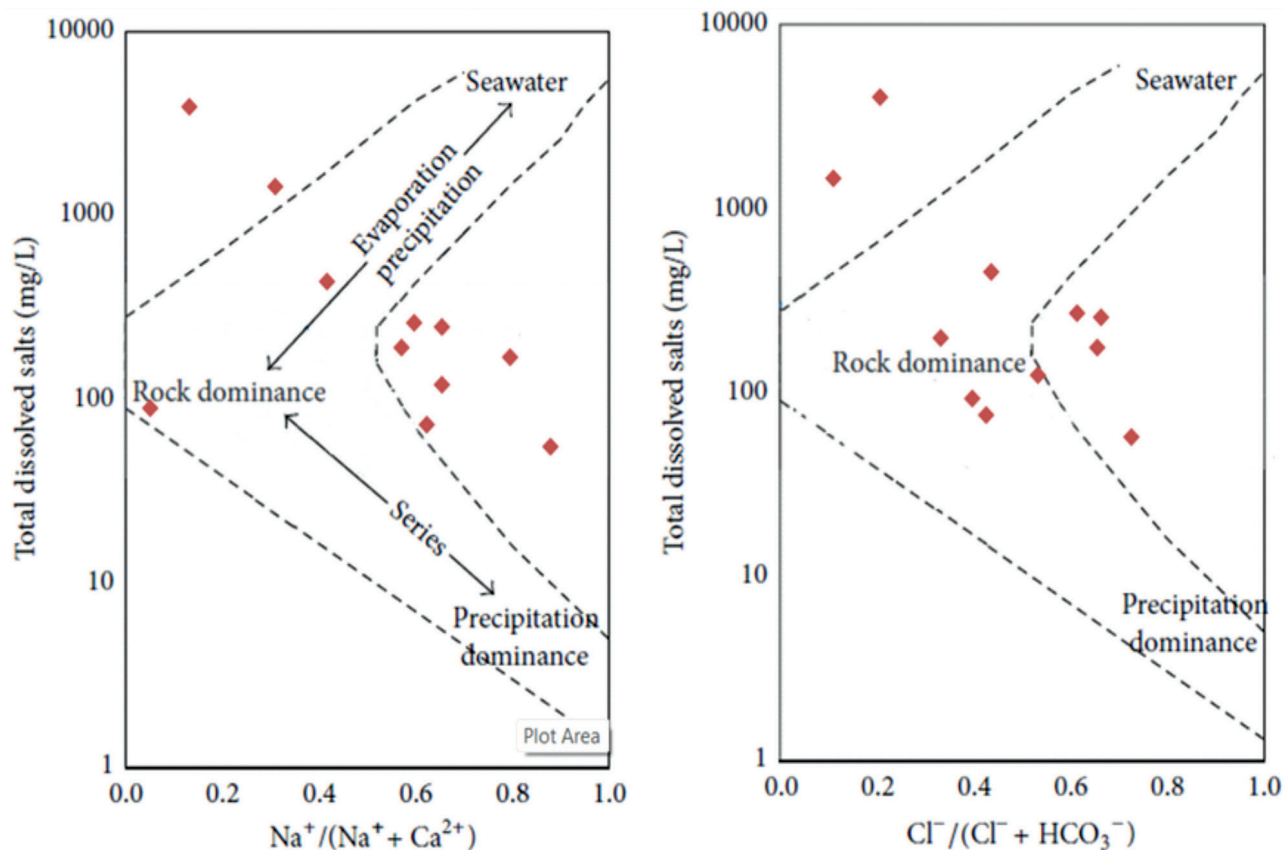 10000
1000
100
10
1
Total dissolved salts (mg/L)
Seawater
Evaporation
precipitation
Rock dominance
Series
Precipitation
dominance
Plot Area
0.0 0.2 0.4 0.6 0.8 1.0
Na⁺/(Na⁺ + Ca²⁺)
10000
1000
100
10
1
Total dissolved salts (mg/L)
Seawater
Rock dominance
Precipitation
dominance
0.0 0.2 0.4 0.6 0.8 1.0
Cl⁻/(Cl⁻ + HCO₃⁻)